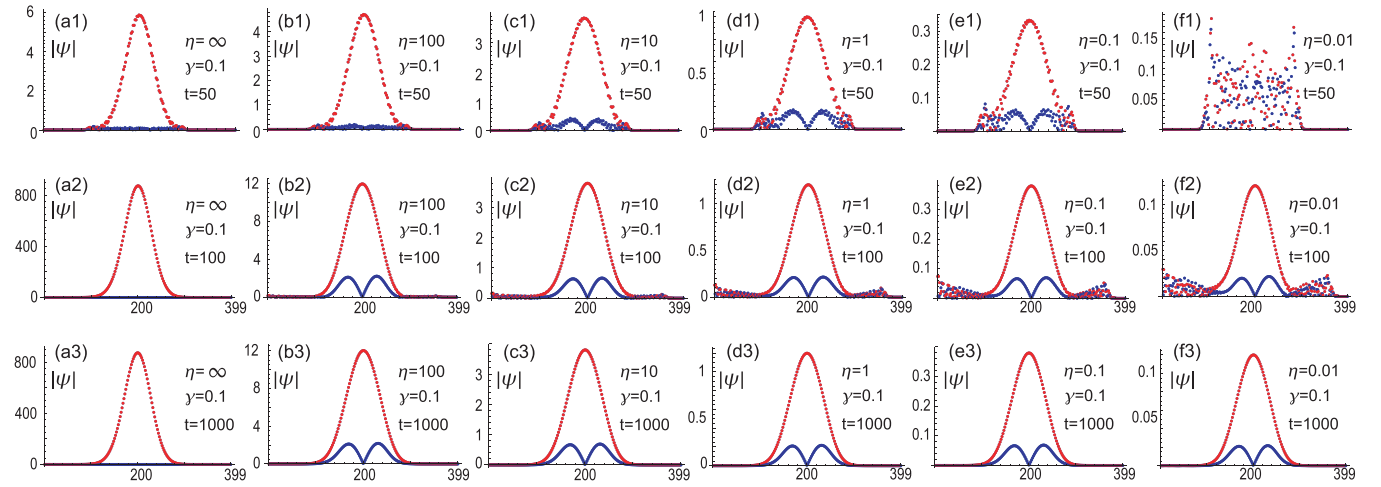 (a1) |ψ| η=∞ γ=0.1 t=50 6 4 2 0 399
(b1) |ψ| η=100 γ=0.1 t=50 5 4 3 2 1 0
(c1) |ψ| η=10 γ=0.1 t=50 3 2 1 0
(d1) |ψ| η=1 γ=0.1 t=50 1 0.5 0
(e1) |ψ| η=0.1 γ=0.1 t=50 0.3 0.2 0.1
(f1) |ψ| η=0.01 γ=0.1 t=50 0.15 0.1 0.05
(a2) |ψ| η=∞ γ=0.1 t=100 800 400 0 200 399
(b2) |ψ| η=100 γ=0.1 t=100 12 8 4 0 200 399
(c2) |ψ| η=10 γ=0.1 t=100 3 2 1 0 200 399
(d2) |ψ| η=1 γ=0.1 t=100 1 0.5 0 200 399
(e2) |ψ| η=0.1 γ=0.1 t=100 0.3 0.2 0.1 200 399
(f2) |ψ| η=0.01 γ=0.1 t=100 0.1 0.05 200 399
(a3) |ψ| η=∞ γ=0.1 t=1000 800 400 0 200 399
(b3) |ψ| η=100 γ=0.1 t=1000 12 8 4 0 200 399
(c3) |ψ| η=10 γ=0.1 t=1000 3 2 1 0 200 399
(d3) |ψ| η=1 γ=0.1 t=1000 1 0.5 0 200 399
(e3) |ψ| η=0.1 γ=0.1 t=1000 0.3 0.2 0.1 200 399
(f3) |ψ| η=0.01 γ=0.1 t=1000 0.1 0.05 200 399